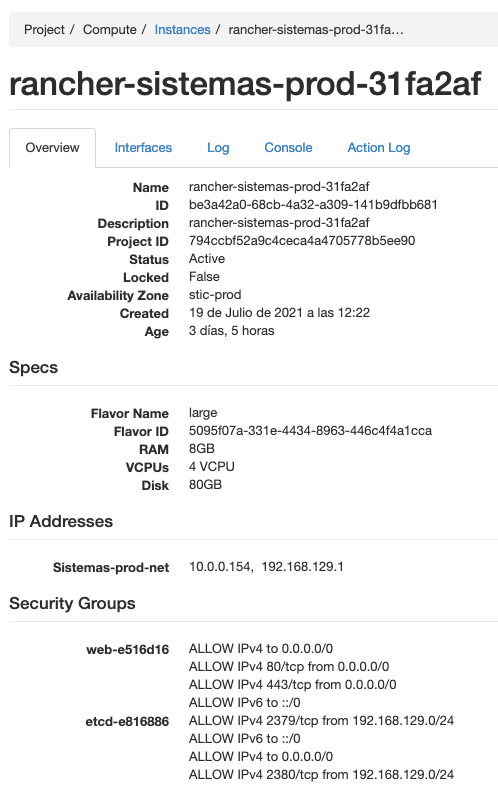 Project / Compute / Instances / rancher-sistemas-prod-31fa…
rancher-sistemas-prod-31fa2af
Overview Interfaces Log Console Action Log
Name rancher-sistemas-prod-31fa2af
ID be3a42a0-68cb-4a32-a309-141b9dfbb681
Description rancher-sistemas-prod-31fa2af
Project ID 794ccbf52a9c4ceca4a4705778b5ee90
Status Active
Locked False
Availability Zone stic-prod
Created 19 de Julio de 2021 a las 12:22
Age 3 días, 5 horas
Specs
Flavor Name large
Flavor ID 5095f07a-331e-4434-8963-446c4f4a1cca
RAM 8GB
VCPUs 4 VCPU
Disk 80GB
IP Addresses
Sistemas-prod-net 10.0.0.154, 192.168.129.1
Security Groups
web-e516d16 ALLOW IPv4 to 0.0.0.0/0
ALLOW IPv4 80/tcp from 0.0.0.0/0
ALLOW IPv4 443/tcp from 0.0.0.0/0
ALLOW IPv6 to ::/0
etcd-e816886 ALLOW IPv4 2379/tcp from 192.168.129.0/24
ALLOW IPv6 to ::/0
ALLOW IPv4 to 0.0.0.0/0
ALLOW IPv4 2380/tcp from 192.168.129.0/24